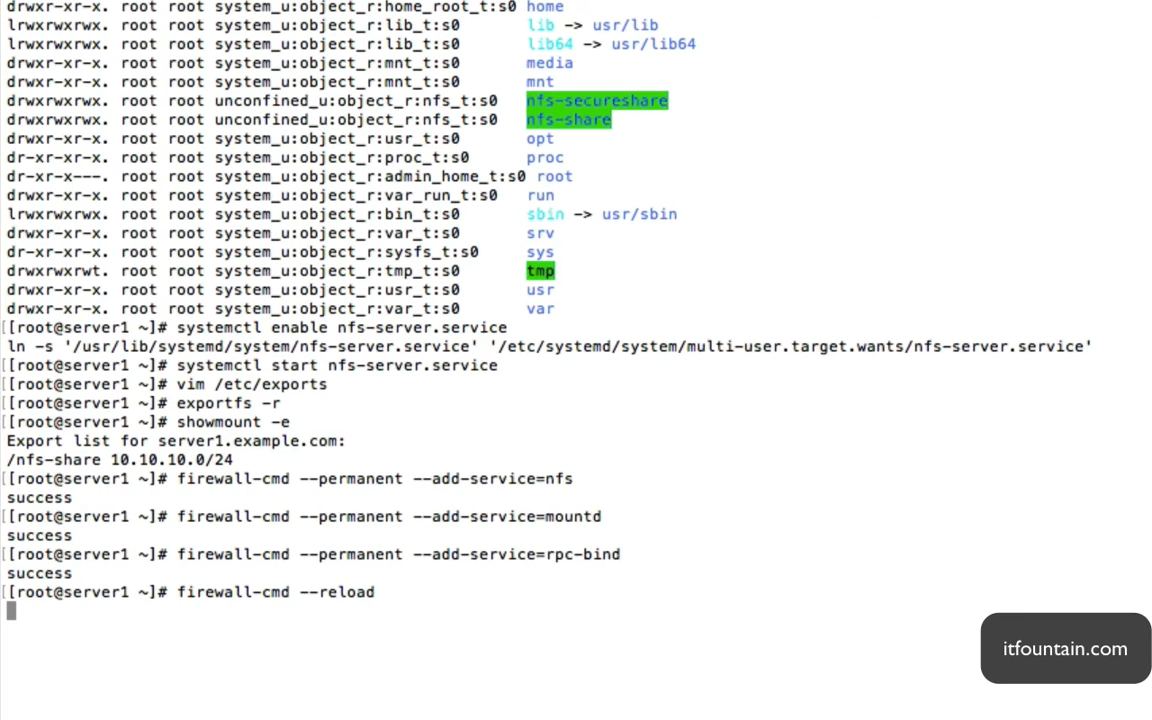 drwxr-xr-x. root root system_u:object_r:home_root_t:s0 home
lrwxrwxrwx. root root system_u:object_r:lib_t:s0       lib -> usr/lib
lrwxrwxrwx. root root system_u:object_r:lib_t:s0       lib64 -> usr/lib64
drwxr-xr-x. root root system_u:object_r:mnt_t:s0       media
drwxr-xr-x. root root system_u:object_r:mnt_t:s0       mnt
drwxrwxrwx. root root unconfined_u:object_r:nfs_t:s0   nfs-secureshare
drwxrwxrwx. root root unconfined_u:object_r:nfs_t:s0   nfs-share
drwxr-xr-x. root root system_u:object_r:usr_t:s0       opt
dr-xr-xr-x. root root system_u:object_r:proc_t:s0      proc
dr-xr-x---. root root system_u:object_r:admin_home_t:s0 root
drwxr-xr-x. root root system_u:object_r:var_run_t:s0   run
lrwxrwxrwx. root root system_u:object_r:bin_t:s0       sbin -> usr/sbin
drwxr-xr-x. root root system_u:object_r:var_t:s0       srv
dr-xr-xr-x. root root system_u:object_r:sysfs_t:s0     sys
drwxrwxrwt. root root system_u:object_r:tmp_t:s0       tmp
drwxr-xr-x. root root system_u:object_r:usr_t:s0       usr
drwxr-xr-x. root root system_u:object_r:var_t:s0       var
[[root@server1 ~]# systemctl enable nfs-server.service
ln -s '/usr/lib/systemd/system/nfs-server.service' '/etc/systemd/system/multi-user.target.wants/nfs-server.service'
[[root@server1 ~]# systemctl start nfs-server.service
[[root@server1 ~]# vim /etc/exports
[[root@server1 ~]# exportfs -r
[[root@server1 ~]# showmount -e
Export list for server1.example.com:
/nfs-share 10.10.10.0/24
[[root@server1 ~]# firewall-cmd --permanent --add-service=nfs
success
[[root@server1 ~]# firewall-cmd --permanent --add-service=mountd
success
[[root@server1 ~]# firewall-cmd --permanent --add-service=rpc-bind
success
[[root@server1 ~]# firewall-cmd --reload
itfountain.com